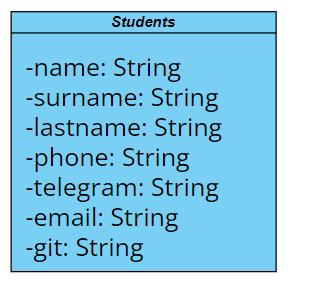 Students
-name: String
-surname: String
-lastname: String
-phone: String
-telegram: String
-email: String
-git: String